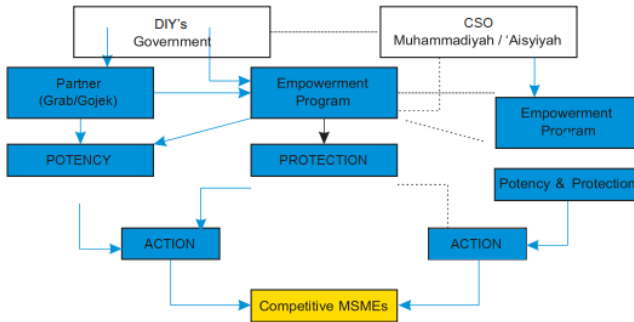 DIY's
Government
CSO
Muhammadiyah / 'Aisyiyah
Partner
(Grab/Gojek)
Empowerment
Program
Empowerment
Program
POTENCY
PROTECTION
Potency & Protection
ACTION
ACTION
Competitive MSMEs